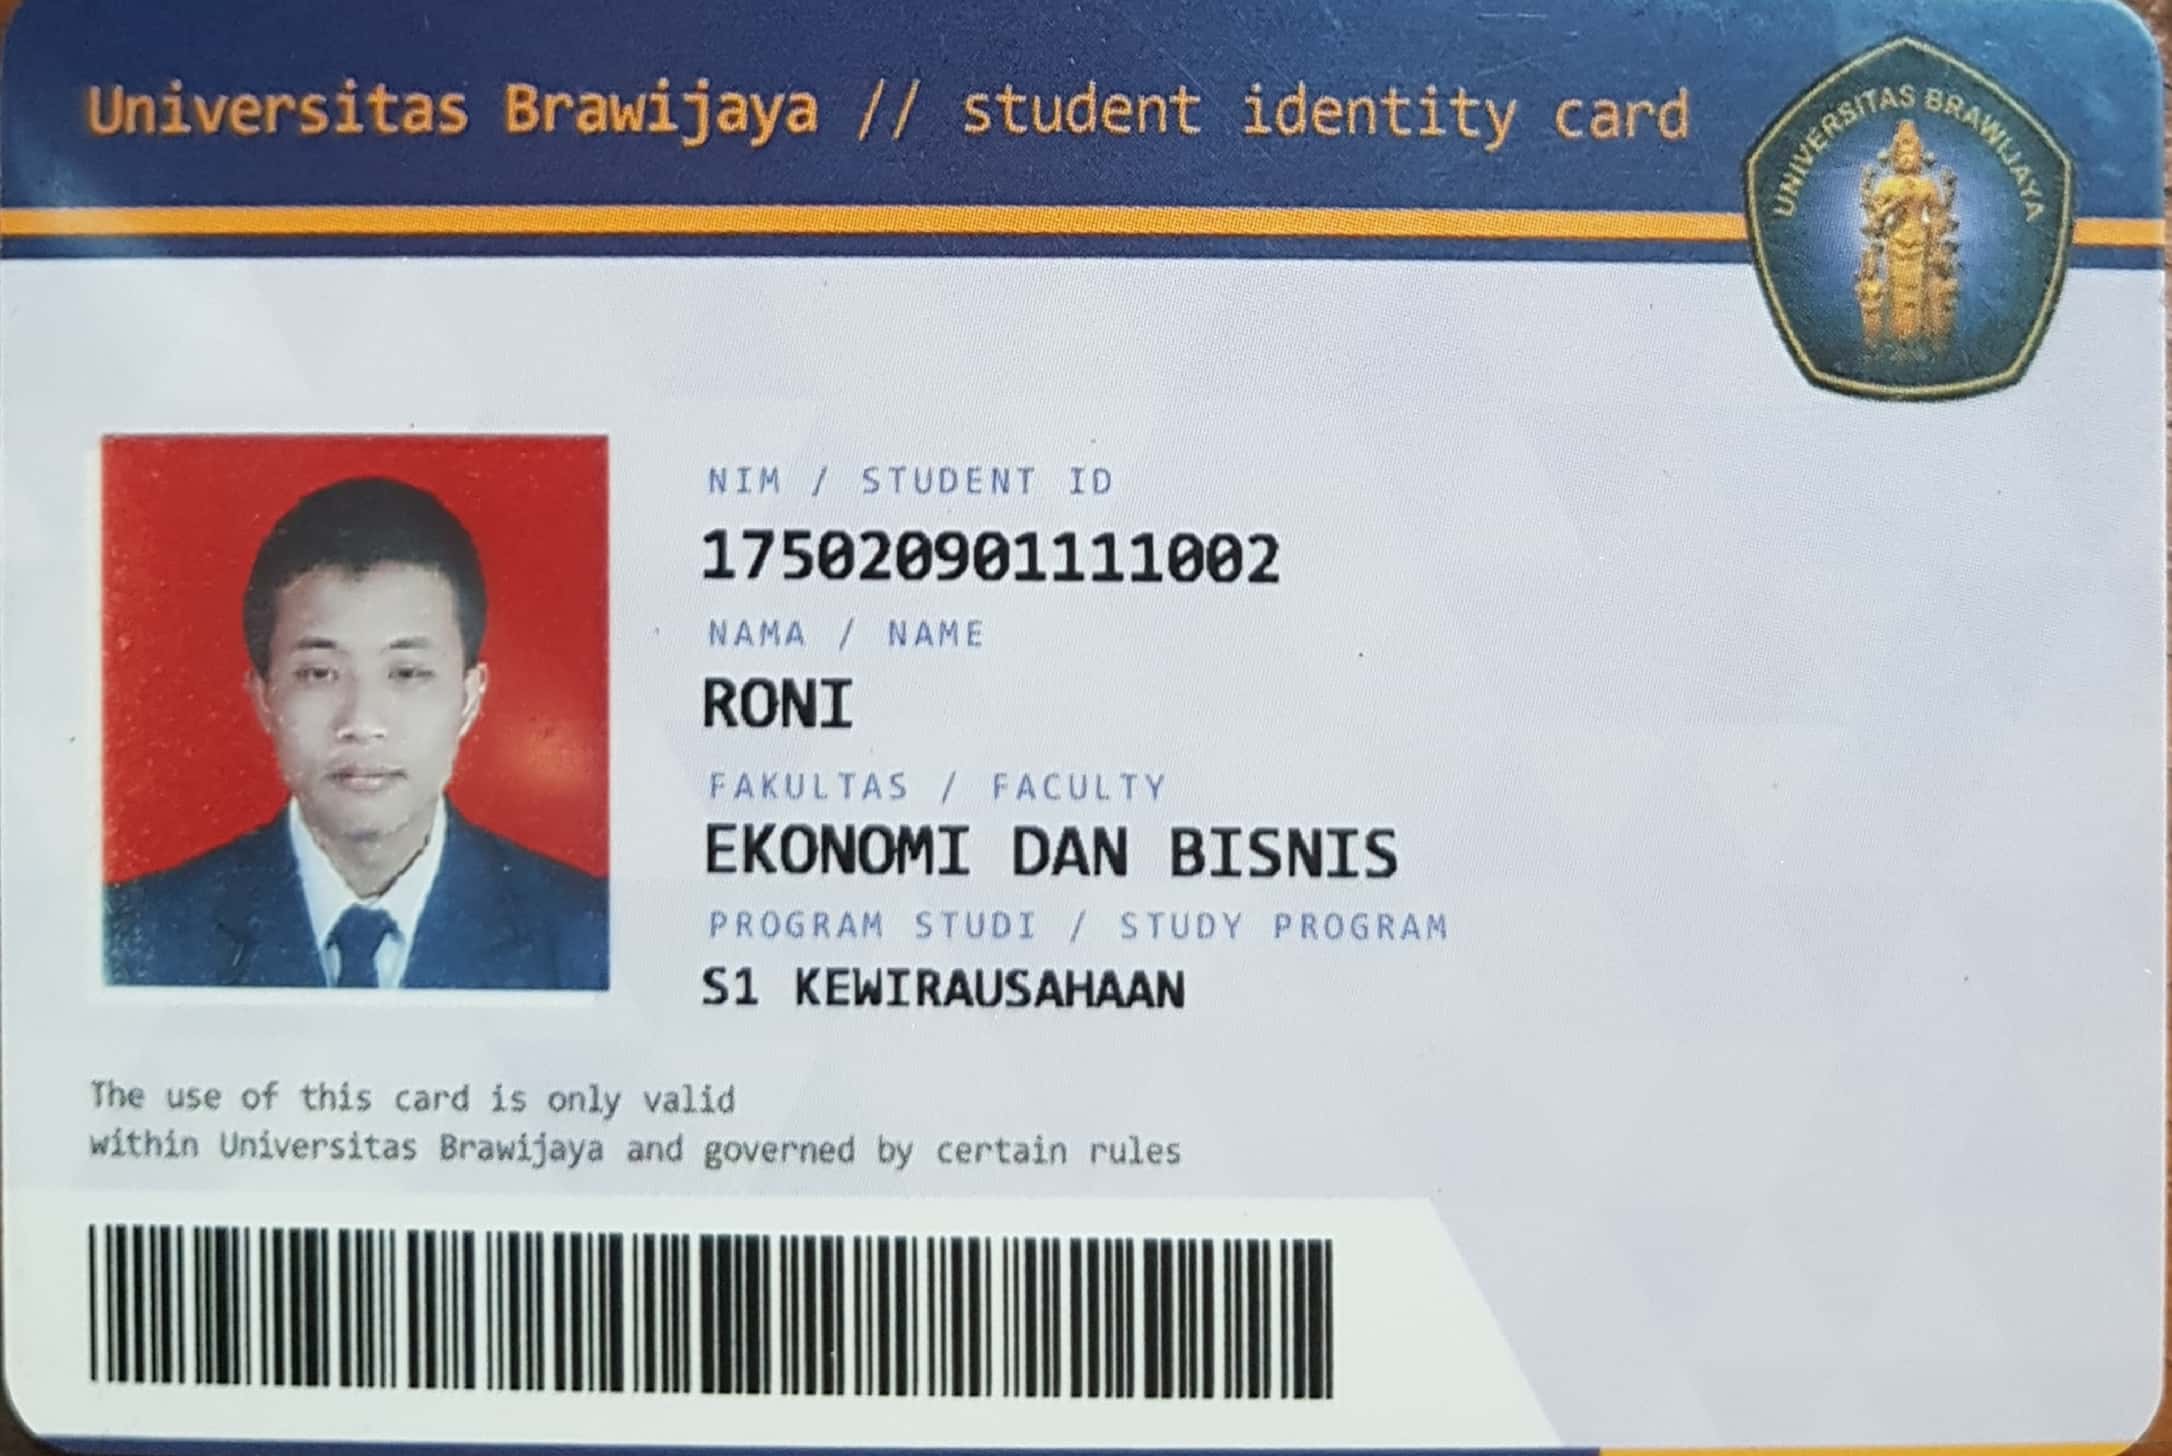 Universitas Brawijaya // student identity card
UNIVERSITAS BRAWIJAYA
NIM / STUDENT ID
175020901111002
NAMA / NAME
RONI
FAKULTAS / FACULTY
EKONOMI DAN BISNIS
PROGRAM STUDI / STUDY PROGRAM
S1 KEWIRAUSAHAAN
The use of this card is only valid
within Universitas Brawijaya and governed by certain rules